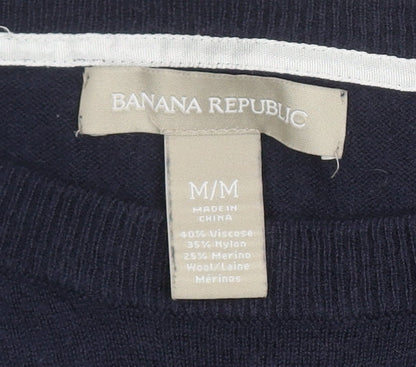 BANANA REPUBLIC
M/M
MADE IN
CHINA
40% Viscose
35% Nylon
25% Merino
Wool/Laine
Mérinos